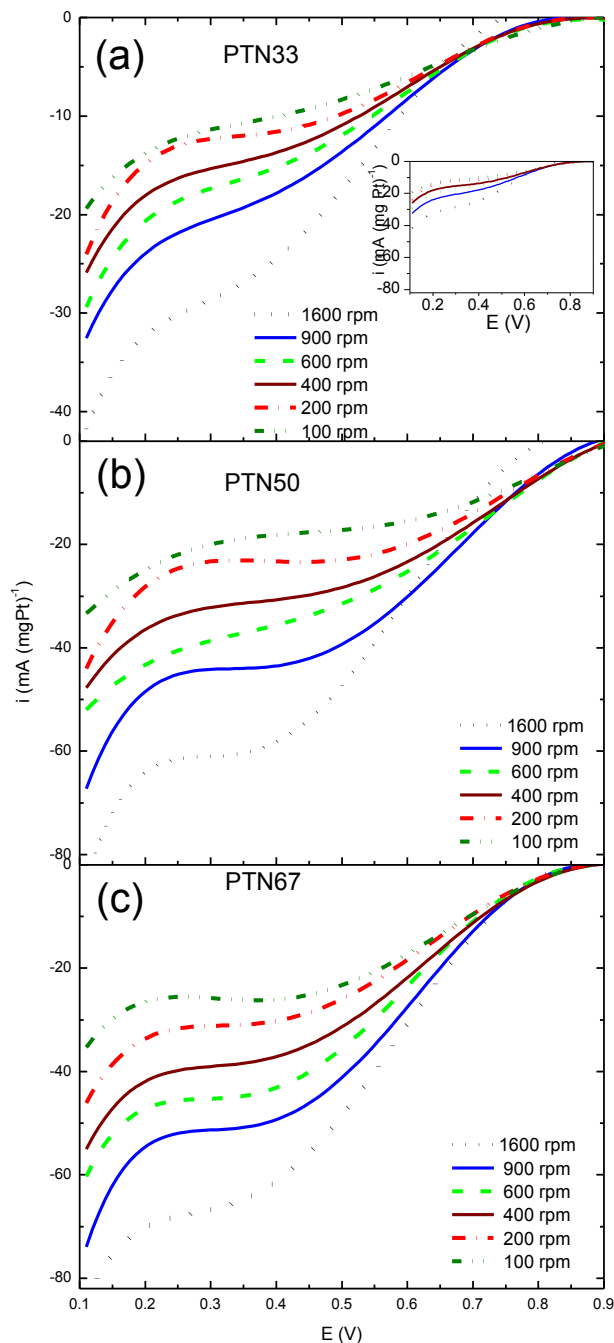 (a)
PTN33
0
-10
-20
-30
-40
1600 rpm
900 rpm
600 rpm
400 rpm
200 rpm
100 rpm
i (mA (mg Pt)⁻¹
0
-20
-40
-60
-80
0.2 0.4 0.6 0.8
E (V)
(b)
PTN50
0
-20
-40
-60
-80
i (mA (mgPt)⁻¹
1600 rpm
900 rpm
600 rpm
400 rpm
200 rpm
100 rpm
(c)
PTN67
0
-20
-40
-60
-80
1600 rpm
900 rpm
600 rpm
400 rpm
200 rpm
100 rpm
0.1 0.2 0.3 0.4 0.5 0.6 0.7 0.8 0.9
E (V)